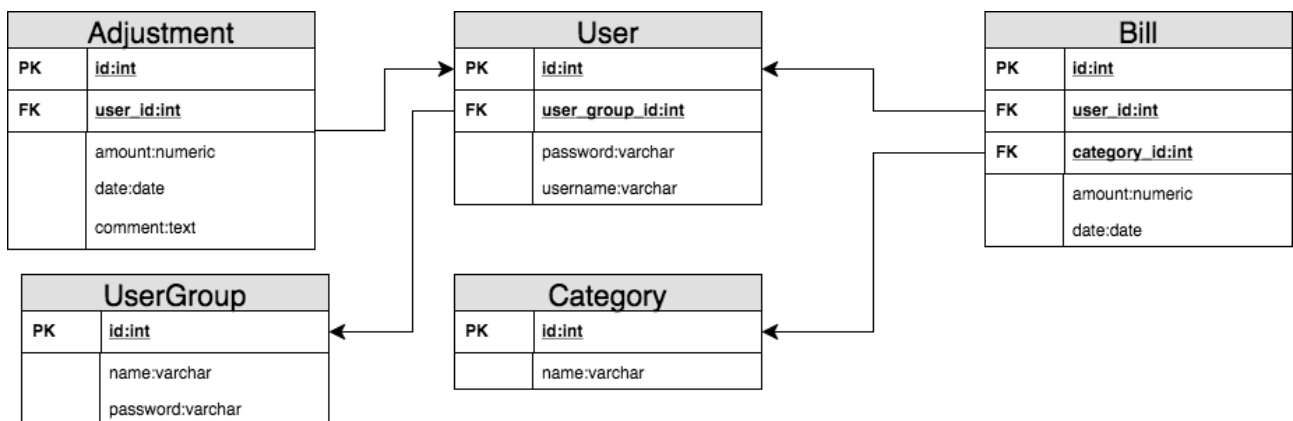 Adjustment
PK id:int
FK user_id:int
amount:numeric
date:date
comment:text
User
PK id:int
FK user_group_id:int
password:varchar
username:varchar
Bill
PK id:int
FK user_id:int
FK category_id:int
amount:numeric
date:date
UserGroup
PK id:int
name:varchar
password:varchar
Category
PK id:int
name:varchar